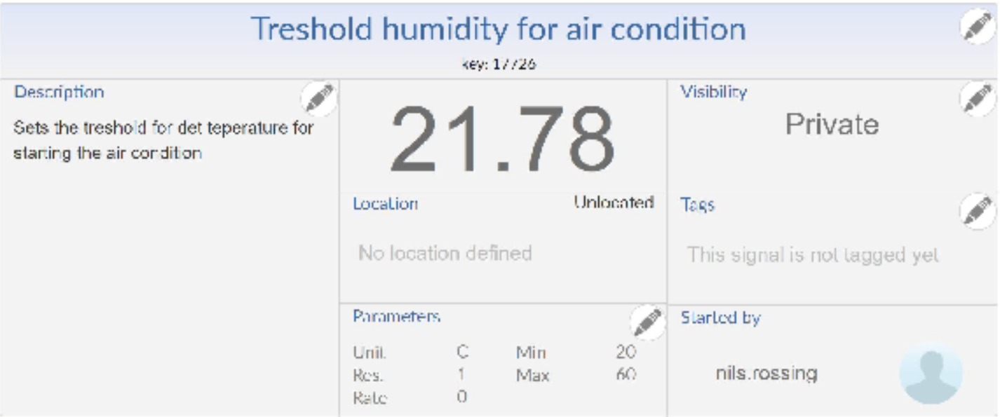 Treshold humidity for air condition
key: 17726
Description
Sets the treshold for det teperature for
starting the air condition
21.78
Visibility
Private
Location Unlocated
No location defined
Tags
This signal is not tagged yet
Parameters
Unit. C Min 20
Res. 1 Max 60
Rate 0
Started by
nils.rossing